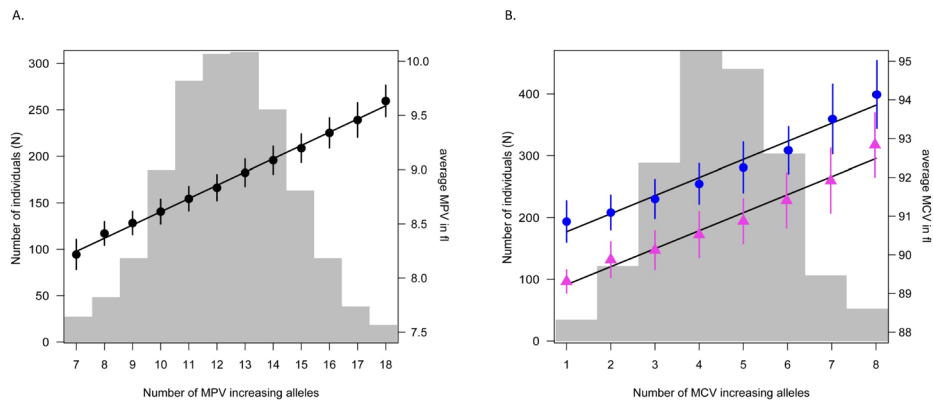 A.
300
250
200
150
100
50
0
Number of individuals (N)
10.0
9.5
9.0
8.5
8.0
7.5
average MPV in fl
7 8 9 10 11 12 13 14 15 16 17 18
Number of MPV increasing alleles
B.
400
300
200
100
0
Number of individuals (N)
95
94
93
92
91
90
89
88
average MCV in fl
1 2 3 4 5 6 7 8
Number of MCV increasing alleles